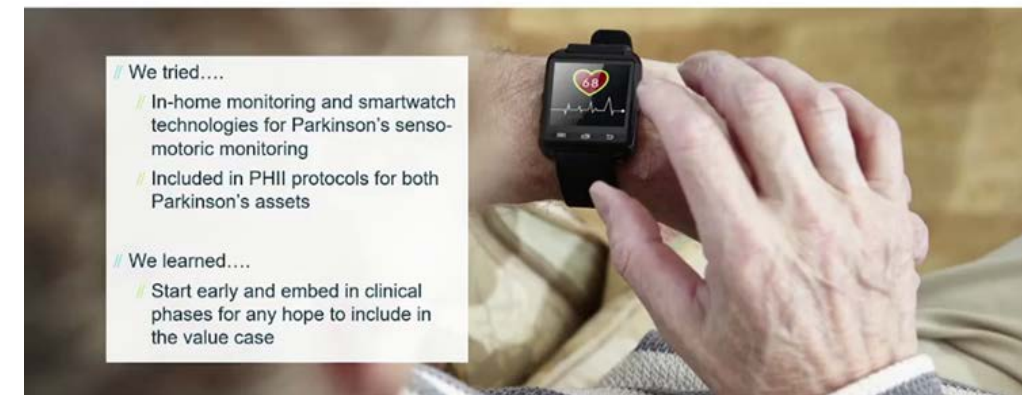 // We tried….
// In-home monitoring and smartwatch
technologies for Parkinson's senso-
motoric monitoring
// Included in PHII protocols for both
Parkinson's assets
// We learned….
// Start early and embed in clinical
phases for any hope to include in
the value case
68